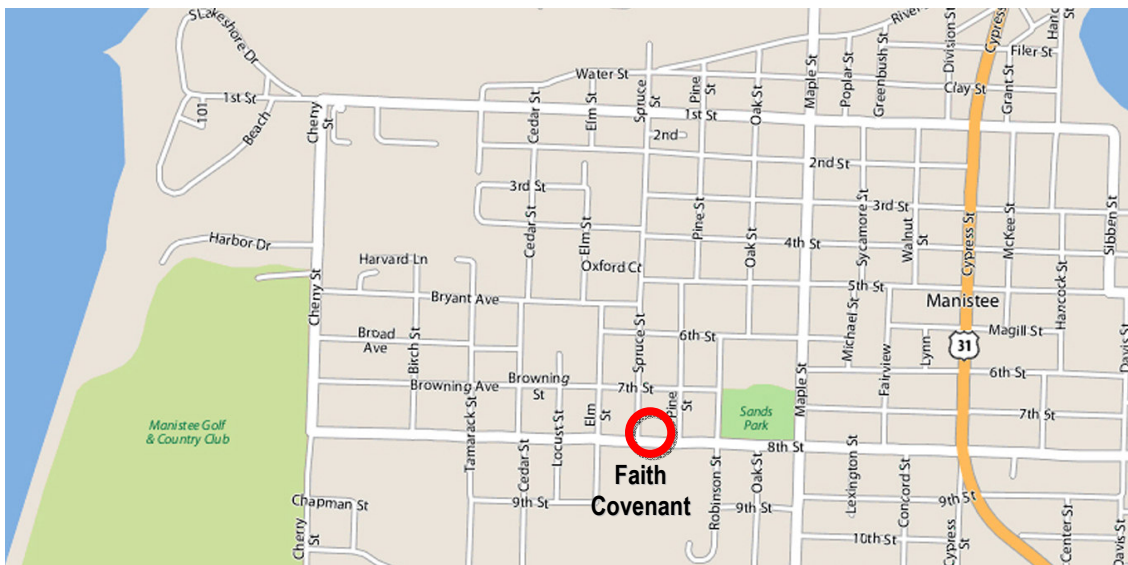 S Lakeshore Dr
River
Division St
Cypress
Hanc
St
Filer St
Water St
Maple St
Poplar St
Greenbush St
Clay St
Grant St
1st St
101
Beach
Cherry
St
Cedar St
Elm St
Spruce
St
Pine
St
Oak St
1st St
2nd
2nd St
3rd St
3rd St
Cedar St
Elm St
Pine St
Oak St
4th St
Sycamore St
Walnut
St
Cypress St
McKee St
Sibben St
Harbor Dr
Harvard Ln
Oxford Ct
5th St
Cherry St
Bryant Ave
Manistee
Hancock St
Broad
Ave
Birch St
Spruce St
6th St
Michael St
Fairview
Lynn
Magill St
31
Davis
6th St
Browning Ave
Browning
St
7th St
Maple St
Tamarack St
Locust St
Elm
St
Pine
St
Sands
Park
7th St
Manistee Golf
& Country Club
8th St
Faith
Covenant
Cedar St
Robinson St
Oak St
Lexington St
Concord St
Chapman St
9th St
9th St
9th St
Cherry
St
10th St
Cypress
St
Center St
Davis St